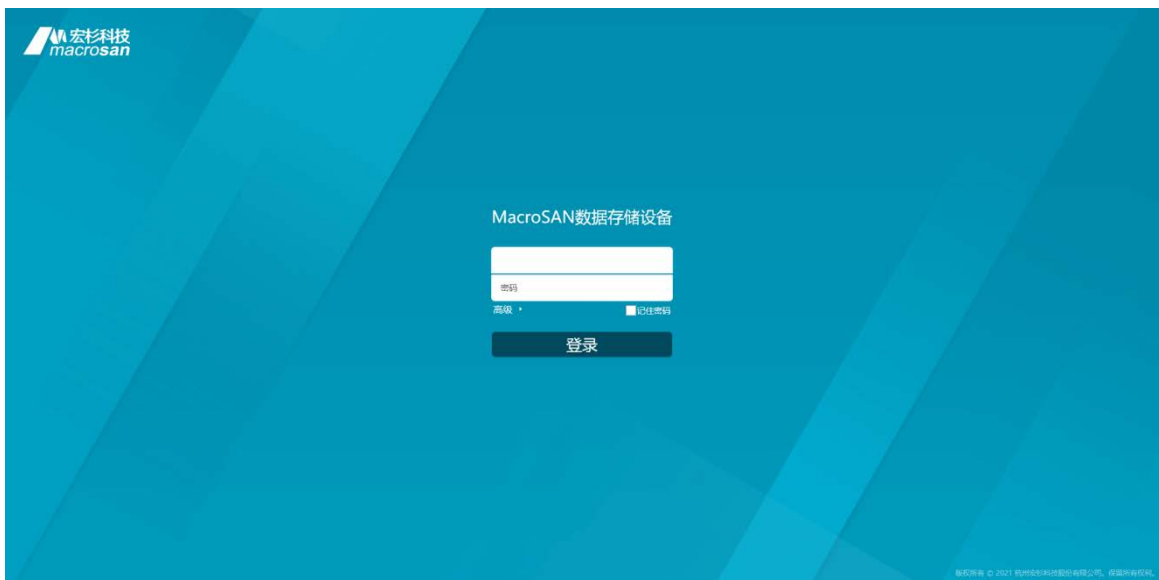 宏杉科技
macrosan
MacroSAN数据存储设备
密码
高级
记住密码
登录
版权所有 © 2021 杭州宏杉科技股份有限公司。保留所有权利。